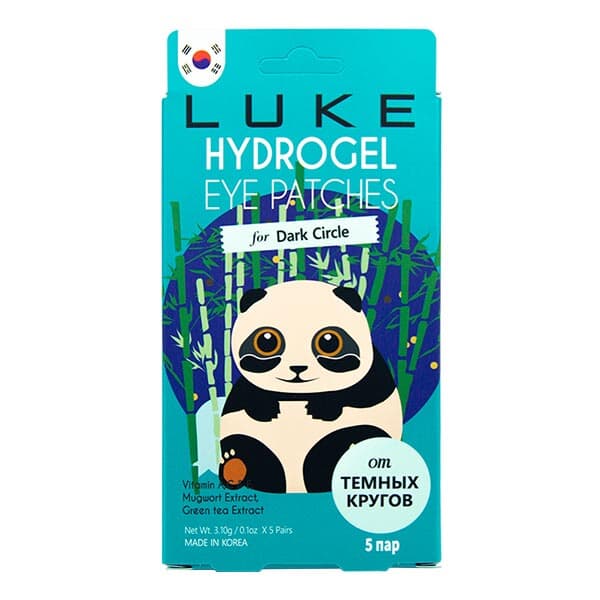 LUKE
HYDROGEL
EYE PATCHES
for Dark Circle
от
ТЕМНЫХ
КРУГОВ
Vitamin
Mugwort Extract,
Green tea Extract
Net Wt. 3.10g / 0.1oz X 5 Pairs
MADE IN KOREA
5 пар